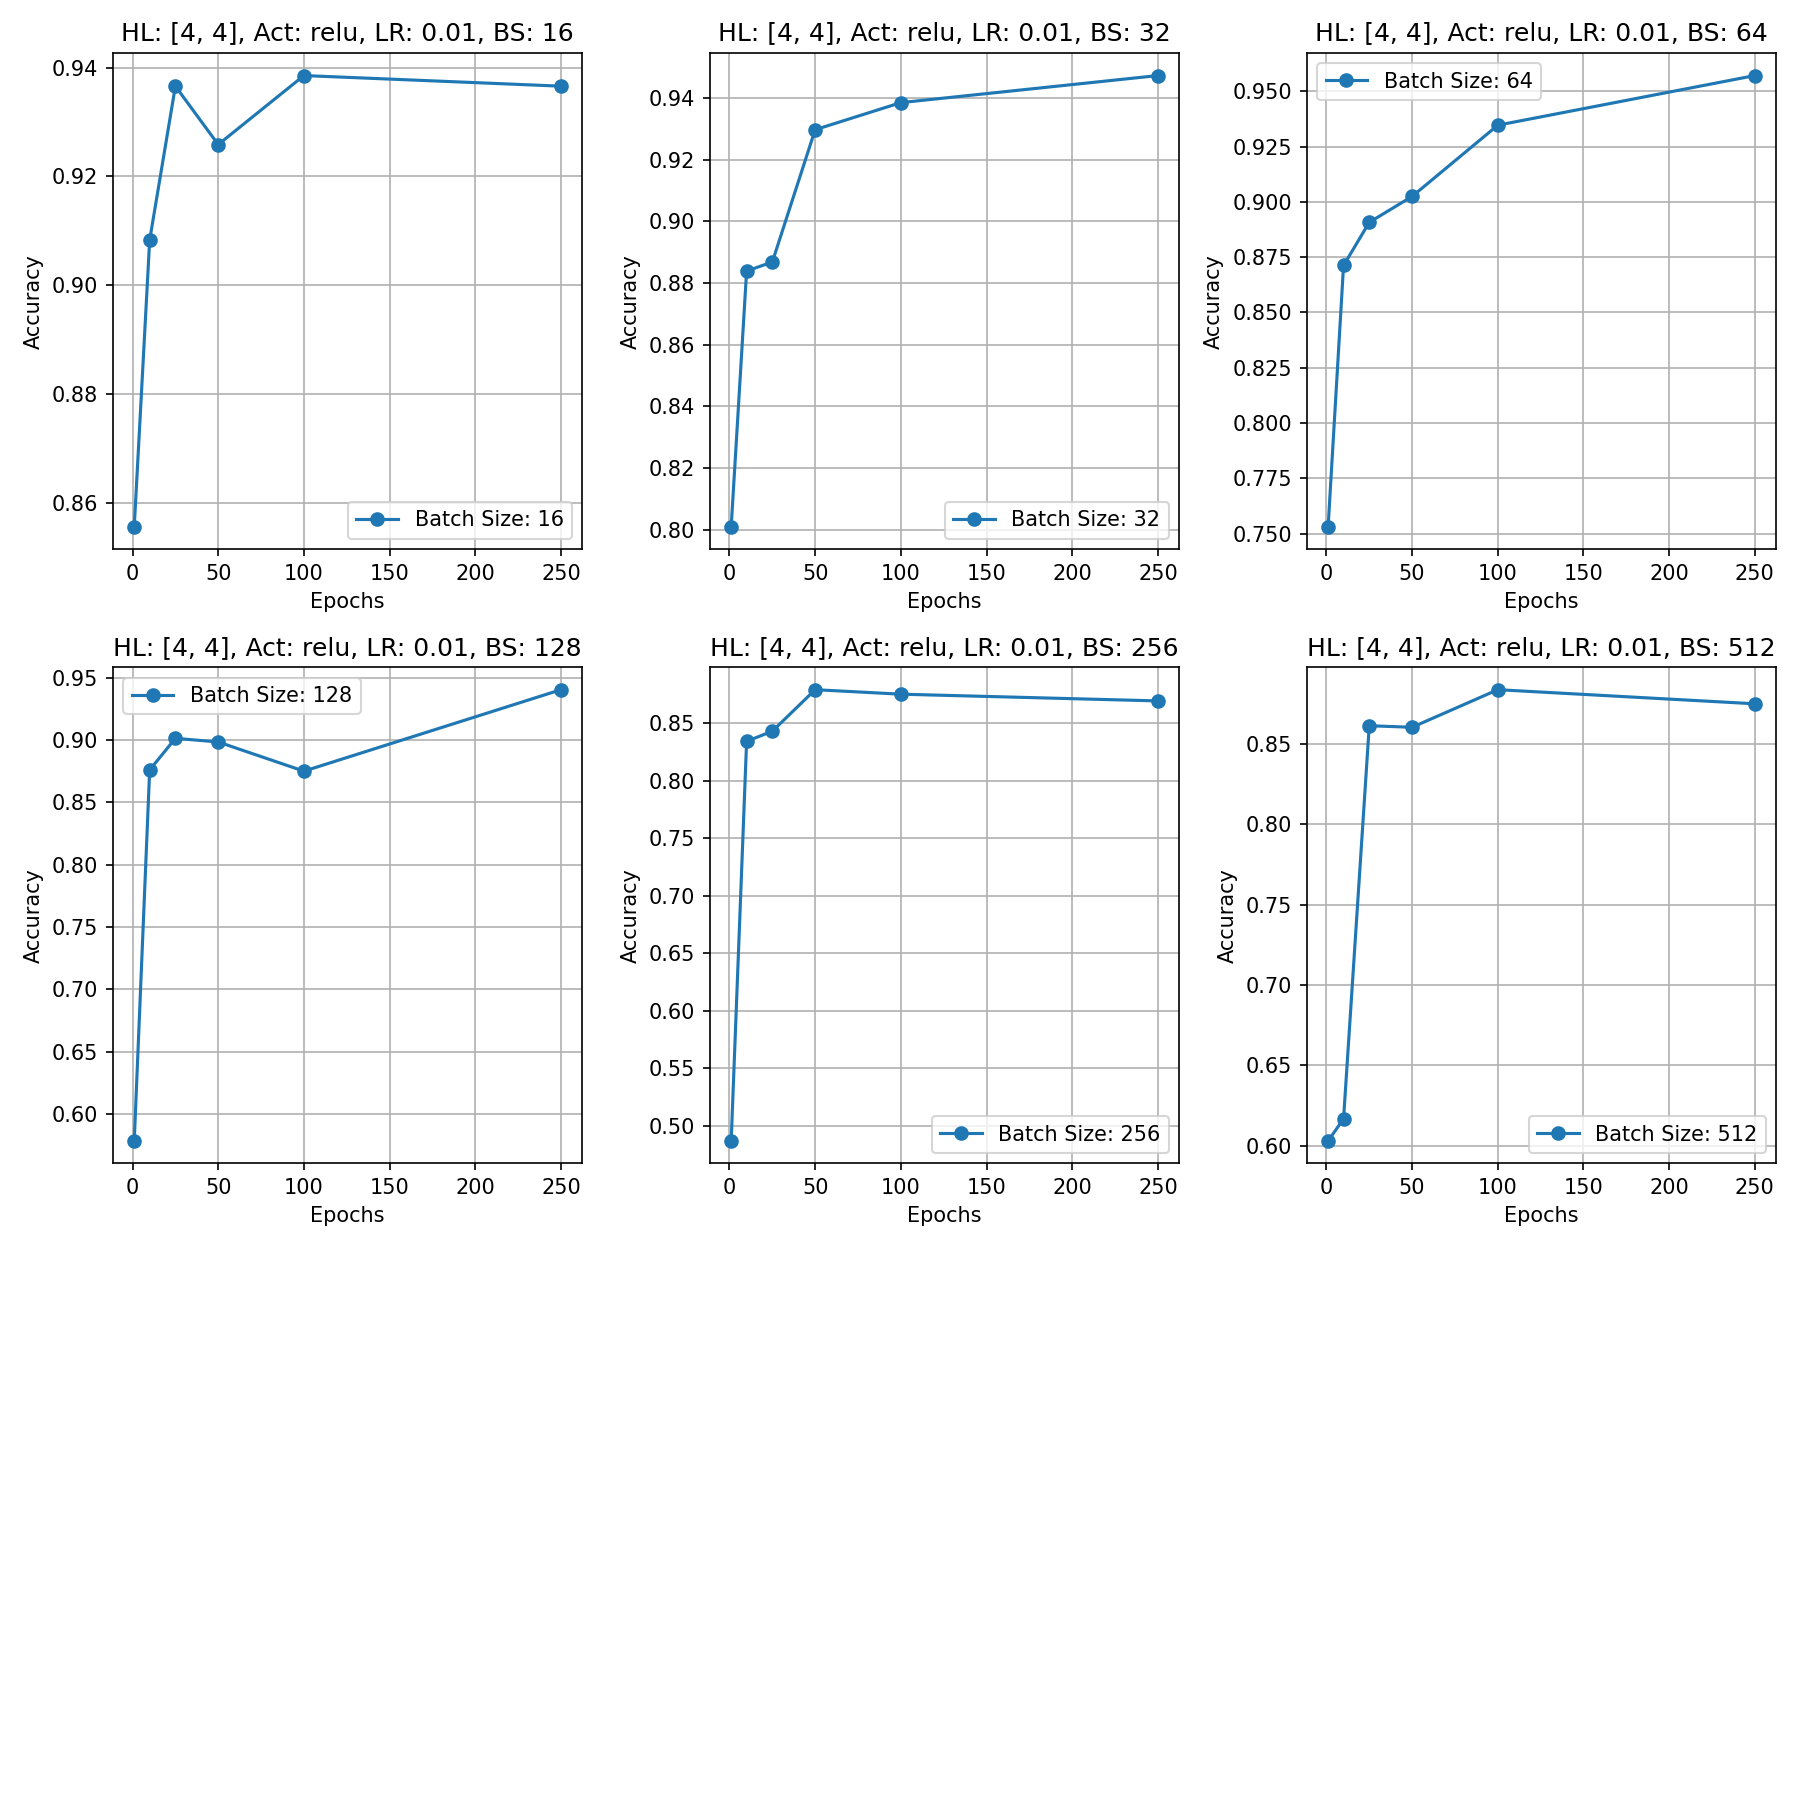 HL: [4, 4], Act: relu, LR: 0.01, BS: 16
0.94
0.92
0.90
0.88
0.86
Accuracy
Batch Size: 16
0 50 100 150 200 250
Epochs
HL: [4, 4], Act: relu, LR: 0.01, BS: 32
0.94
0.92
0.90
0.88
0.86
0.84
0.82
0.80
Accuracy
Batch Size: 32
0 50 100 150 200 250
Epochs
HL: [4, 4], Act: relu, LR: 0.01, BS: 64
Batch Size: 64
0.950
0.925
0.900
0.875
0.850
0.825
0.800
0.775
0.750
Accuracy
0 50 100 150 200 250
Epochs
HL: [4, 4], Act: relu, LR: 0.01, BS: 128
Batch Size: 128
0.95
0.90
0.85
0.80
0.75
0.70
0.65
0.60
Accuracy
0 50 100 150 200 250
Epochs
HL: [4, 4], Act: relu, LR: 0.01, BS: 256
0.85
0.80
0.75
0.70
0.65
0.60
0.55
0.50
Accuracy
Batch Size: 256
0 50 100 150 200 250
Epochs
HL: [4, 4], Act: relu, LR: 0.01, BS: 512
0.85
0.80
0.75
0.70
0.65
0.60
Accuracy
Batch Size: 512
0 50 100 150 200 250
Epochs